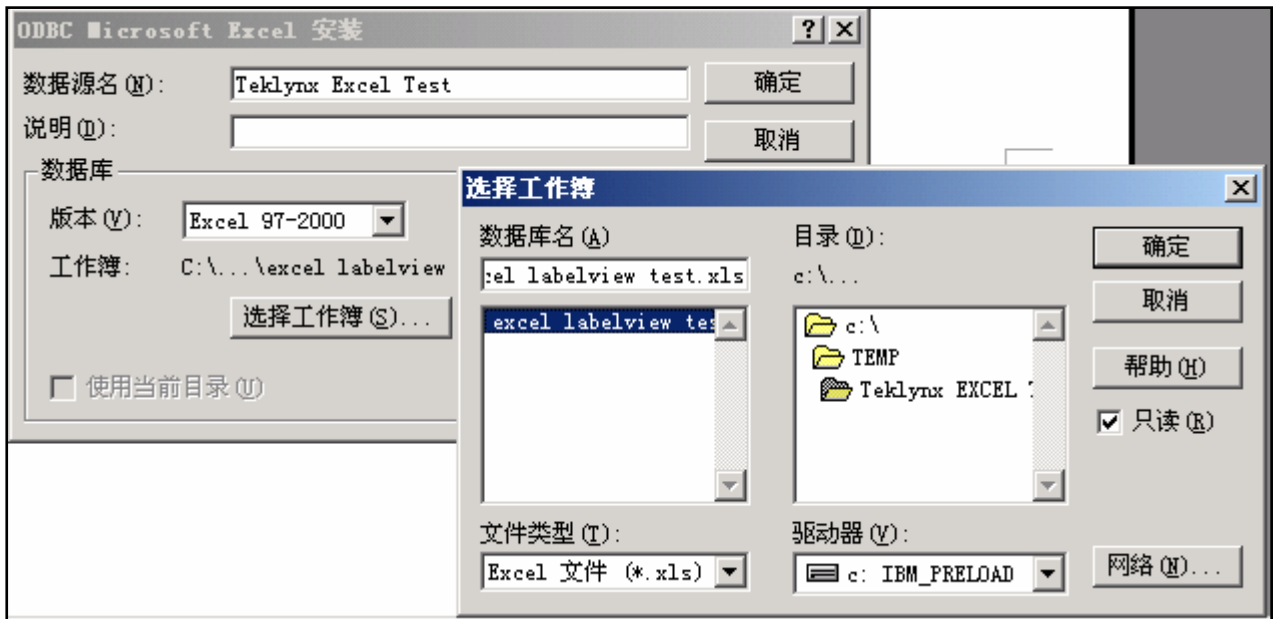 ODBC Microsoft Excel 安装
数据源名(N):
Teklynx Excel Test
确定
说明(D):
取消
数据库
版本(V):
Excel 97-2000
工作簿:
C:\...\excel labelview
选择工作簿(S)...
使用当前目录(U)
选择工作簿
数据库名(A)
目录(D):
确定
labelview test.xls
c:\...
取消
excel labelview
c:\
TEMP
帮助(H)
Teklynx EXCEL
只读(R)
文件类型(T):
驱动器(V):
Excel 文件 (*.xls)
c: IBM_PRELOAD
网络(N)...